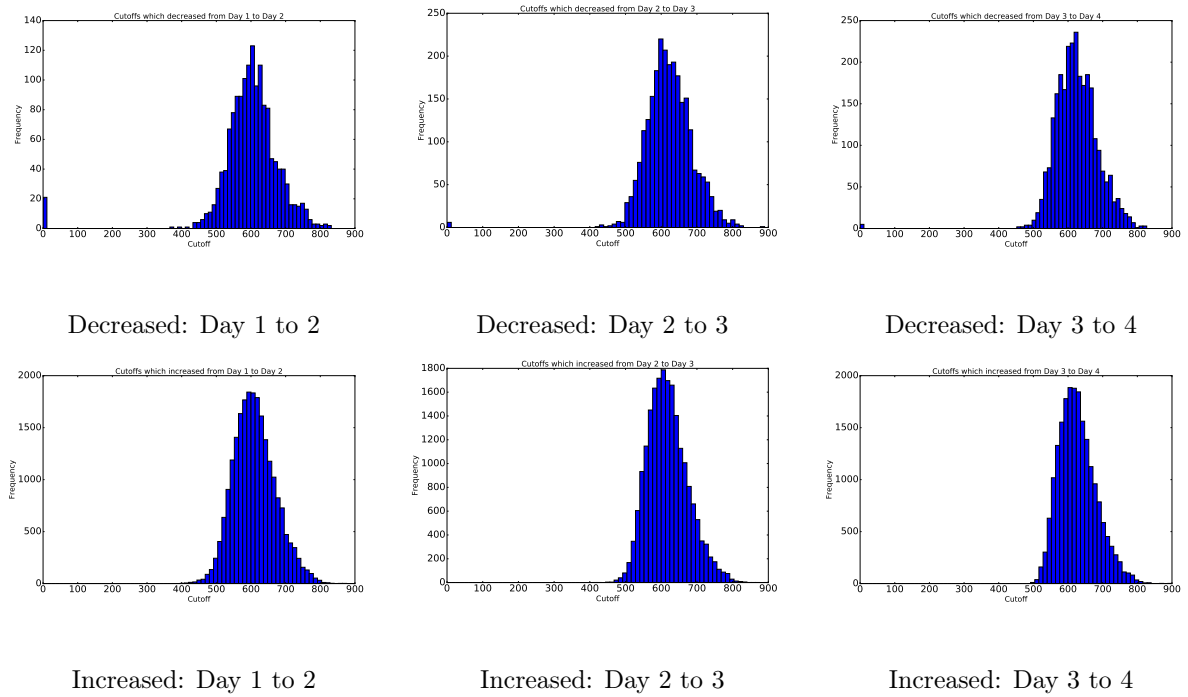 Cutoffs which decreased from Day 1 to Day 2
140
120
100
80
60
40
20
0
Frequency
0 100 200 300 400 500 600 700 800 900
Cutoff
Cutoffs which decreased from Day 2 to Day 3
250
200
150
100
50
0
Frequency
0 100 200 300 400 500 600 700 800 900
Cutoff
Cutoffs which decreased from Day 3 to Day 4
250
200
150
100
50
0
Frequency
0 100 200 300 400 500 600 700 800 900
Cutoff
Decreased: Day 1 to 2
Decreased: Day 2 to 3
Decreased: Day 3 to 4
Cutoffs which increased from Day 1 to Day 2
2000
1500
1000
500
0
Frequency
0 100 200 300 400 500 600 700 800 900
Cutoff
Cutoffs which increased from Day 2 to Day 3
1800
1600
1400
1200
1000
800
600
400
200
0
Frequency
0 100 200 300 400 500 600 700 800 900
Cutoff
Cutoffs which increased from Day 3 to Day 4
2000
1500
1000
500
0
Frequency
0 100 200 300 400 500 600 700 800 900
Cutoff
Increased: Day 1 to 2
Increased: Day 2 to 3
Increased: Day 3 to 4